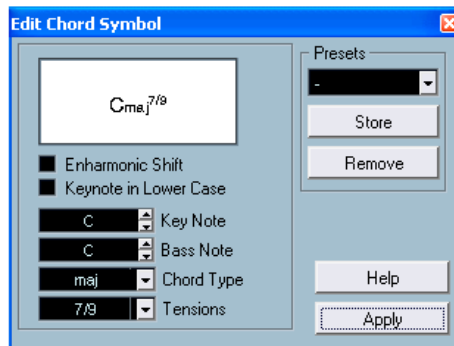 Edit Chord Symbol
Cmaj7/9
Enharmonic Shift
Keynote in Lower Case
C Key Note
C Bass Note
maj Chord Type
7/9 Tensions
Presets
-
Store
Remove
Help
Apply